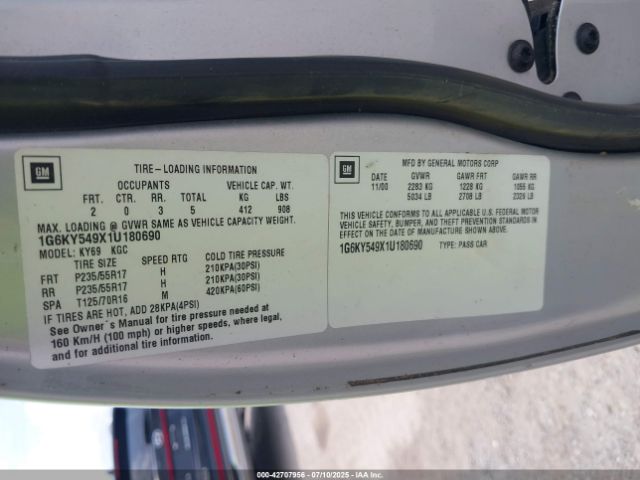 GM
TIRE-LOADING INFORMATION
OCCUPANTS VEHICLE CAP. WT.
FRT. CTR. RR. TOTAL KG LBS
2 0 3 5 412 908
MAX. LOADING @ GVWR SAME AS VEHICLE CAPACITY WEIGHT.
1G6KY549X1U180690
MODEL: KY69 KGC
TIRE SIZE SPEED RTG COLD TIRE PRESSURE
FRT P235/55R17 H 210KPA(30PSI)
RR P235/55R17 H 210KPA(30PSI)
SPA T125/70R16 M 420KPA(60PSI)
IF TIRES ARE HOT, ADD 28KPA(4PSI)
See Owner's Manual for tire pressure needed at
160 Km/H (100 mph) or higher speeds, where legal,
and for additional tire information.
GM
MFD BY GENERAL MOTORS CORP
DATE GVWR GAWR FRT GAWR RR
11/00 2283 KG 1228 KG 1055 KG
5034 LB 2708 LB 2326 LB
THIS VEHICLE CONFORMS TO ALL APPLICABLE U.S. FEDERAL MOTOR
VEHICLE SAFETY, BUMPER, AND THEFT PREVENTION STANDARDS IN
EFFECT ON THE DATE OF MANUFACTURE SHOWN ABOVE.
1G6KY549X1U180690 TYPE: PASS CAR
000-42707956 - 07/10/2025 - IAA Inc.